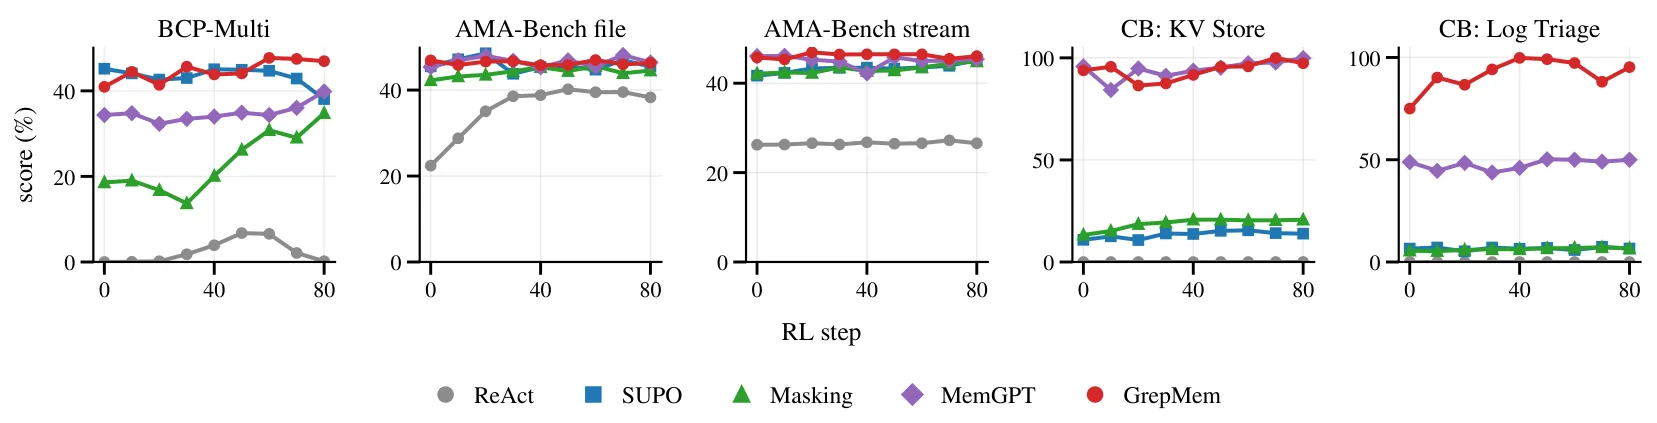 BCP-Multi
AMA-Bench file
AMA-Bench stream
CB: KV Store
CB: Log Triage
score (%)
40
20
0
0
40
80
40
20
0
0
40
80
40
20
0
0
40
80
100
50
0
0
40
80
100
50
0
0
40
80
RL step
ReAct
SUPO
Masking
MemGPT
GrepMem